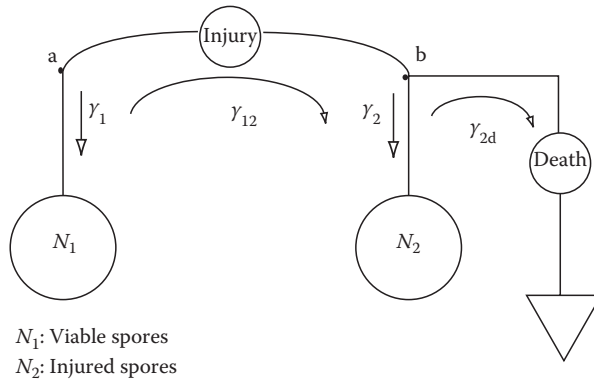 Injury
a
b
γ1
γ12
γ2
γ2d
Death
N1
N2
N1: Viable spores
N2: Injured spores